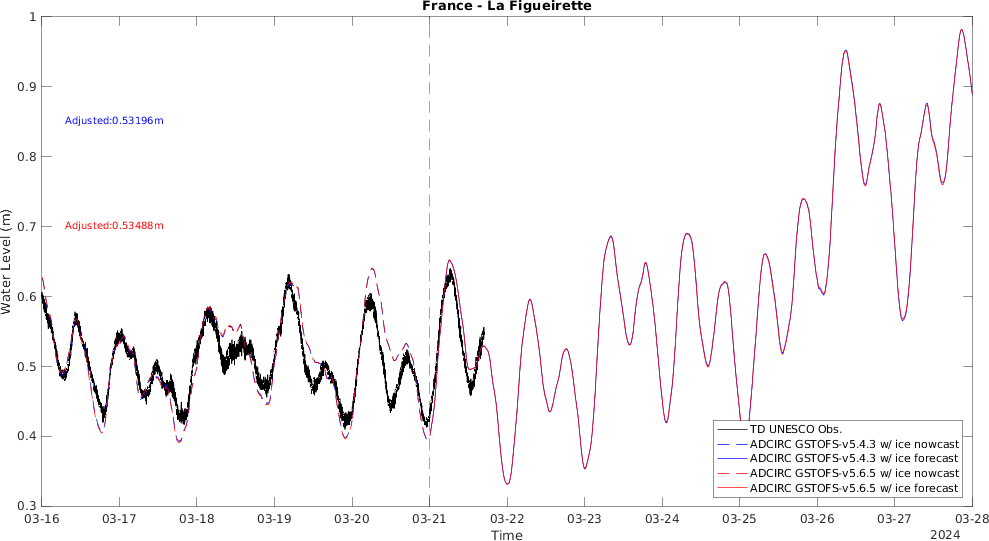 France - La Figueirette
1
0.9
0.8
0.7
0.6
0.5
0.4
0.3
Water Level (m)
Adjusted:0.53196m
Adjusted:0.53488m
TD UNESCO Obs.
ADCIRC GSTOFS-v5.4.3 w/ ice nowcast
ADCIRC GSTOFS-v5.4.3 w/ ice forecast
ADCIRC GSTOFS-v5.6.5 w/ ice nowcast
ADCIRC GSTOFS-v5.6.5 w/ ice forecast
03-16 03-17 03-18 03-19 03-20 03-21 03-22 03-23 03-24 03-25 03-26 03-27 03-28
Time
2024